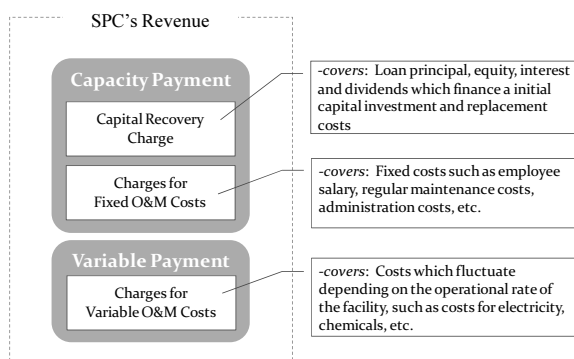 SPC's Revenue
Capacity Payment
Capital Recovery
Charge
Charges for
Fixed O&M Costs
Variable Payment
Charges for
Variable O&M Costs
-covers: Loan principal, equity, interest
and dividends which finance a initial
capital investment and replacement
costs
-covers: Fixed costs such as employee
salary, regular maintenance costs,
administration costs, etc.
-covers: Costs which fluctuate
depending on the operational rate of
the facility, such as costs for electricity,
chemicals, etc.